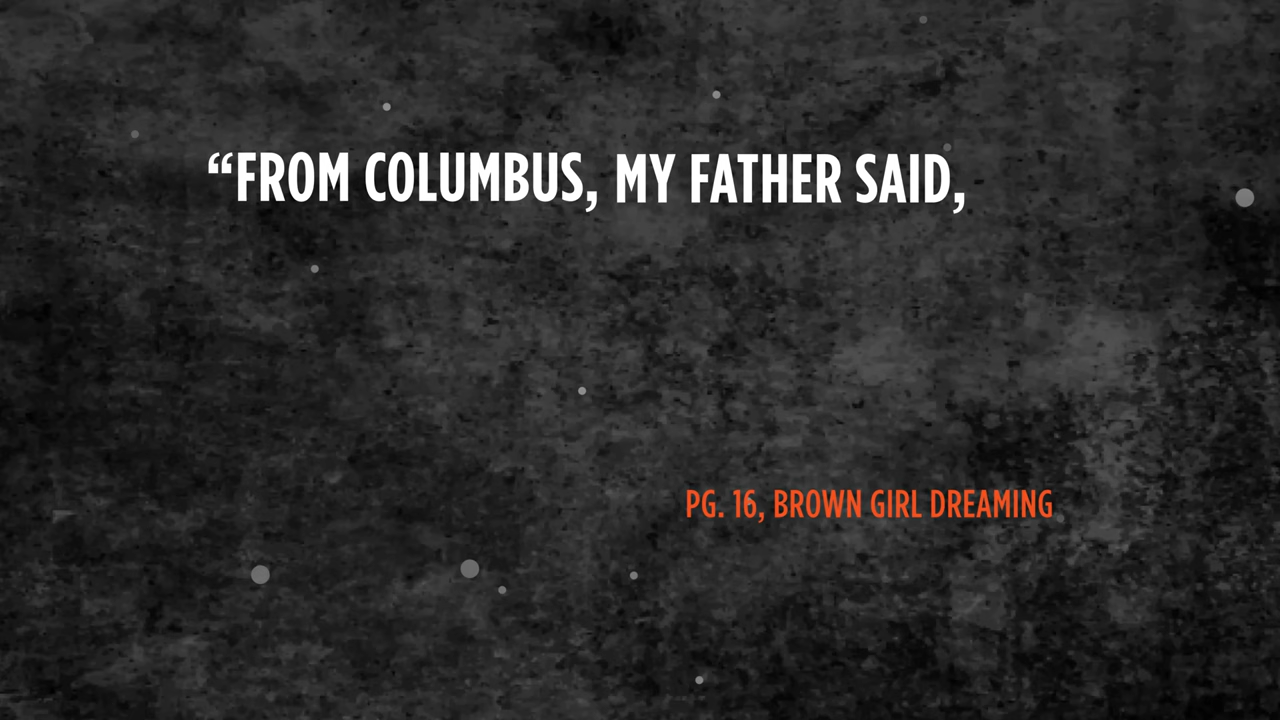 “FROM COLUMBUS, MY FATHER SAID,
PG. 16, BROWN GIRL DREAMING